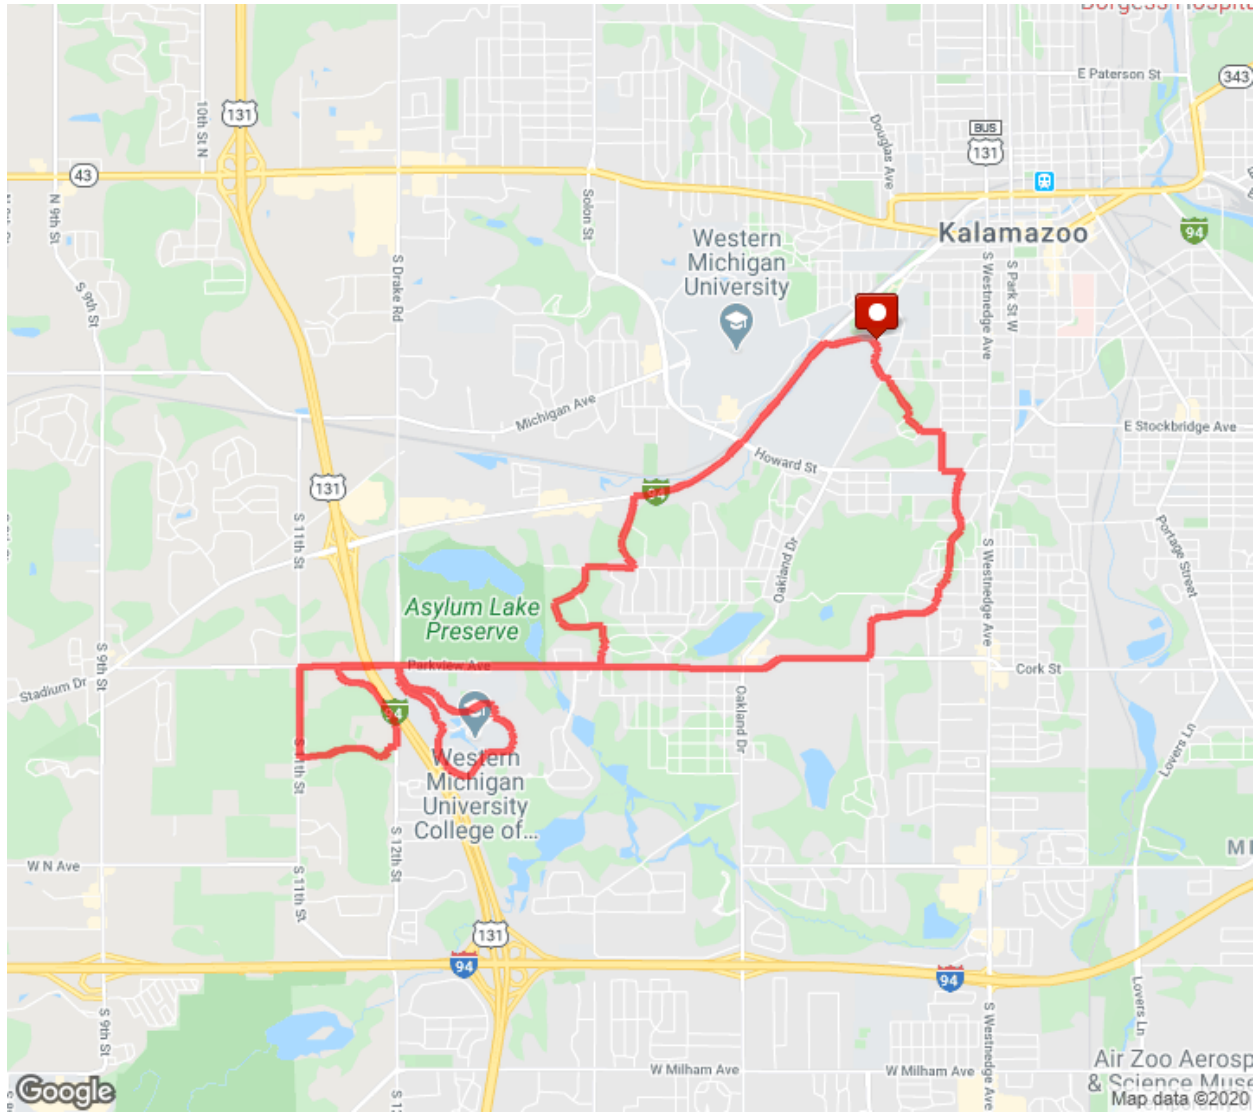 Borgess Hospita
E Paterson St
343
10th St N
131
Douglas Ave
BUS
131
43
N 9th St
Solon St
Kalamazoo
94
Western
Michigan
University
S Drake Rd
S 9th St
S Westnedge Ave
S Park St W
Michigan Ave
E Stockbridge Ave
Howard St
131
94
S 11th St
Portage Street
Oakland Dr
S Westnedge Ave
Asylum Lake
Preserve
S 9th St
Stadium Dr
Parkview Ave
Cork St
94
Oakland Dr
Western
Michigan
University
College of...
S 11th St
Lovers Ln
S 12th St
W N Ave
S 11th St
131
94
94
S 9th St
S Westnedge Ave
Lovers Ln
W Milham Ave
W Milham Ave
Air Zoo Aerosp
& Science Muse
Google
Map data ©2020